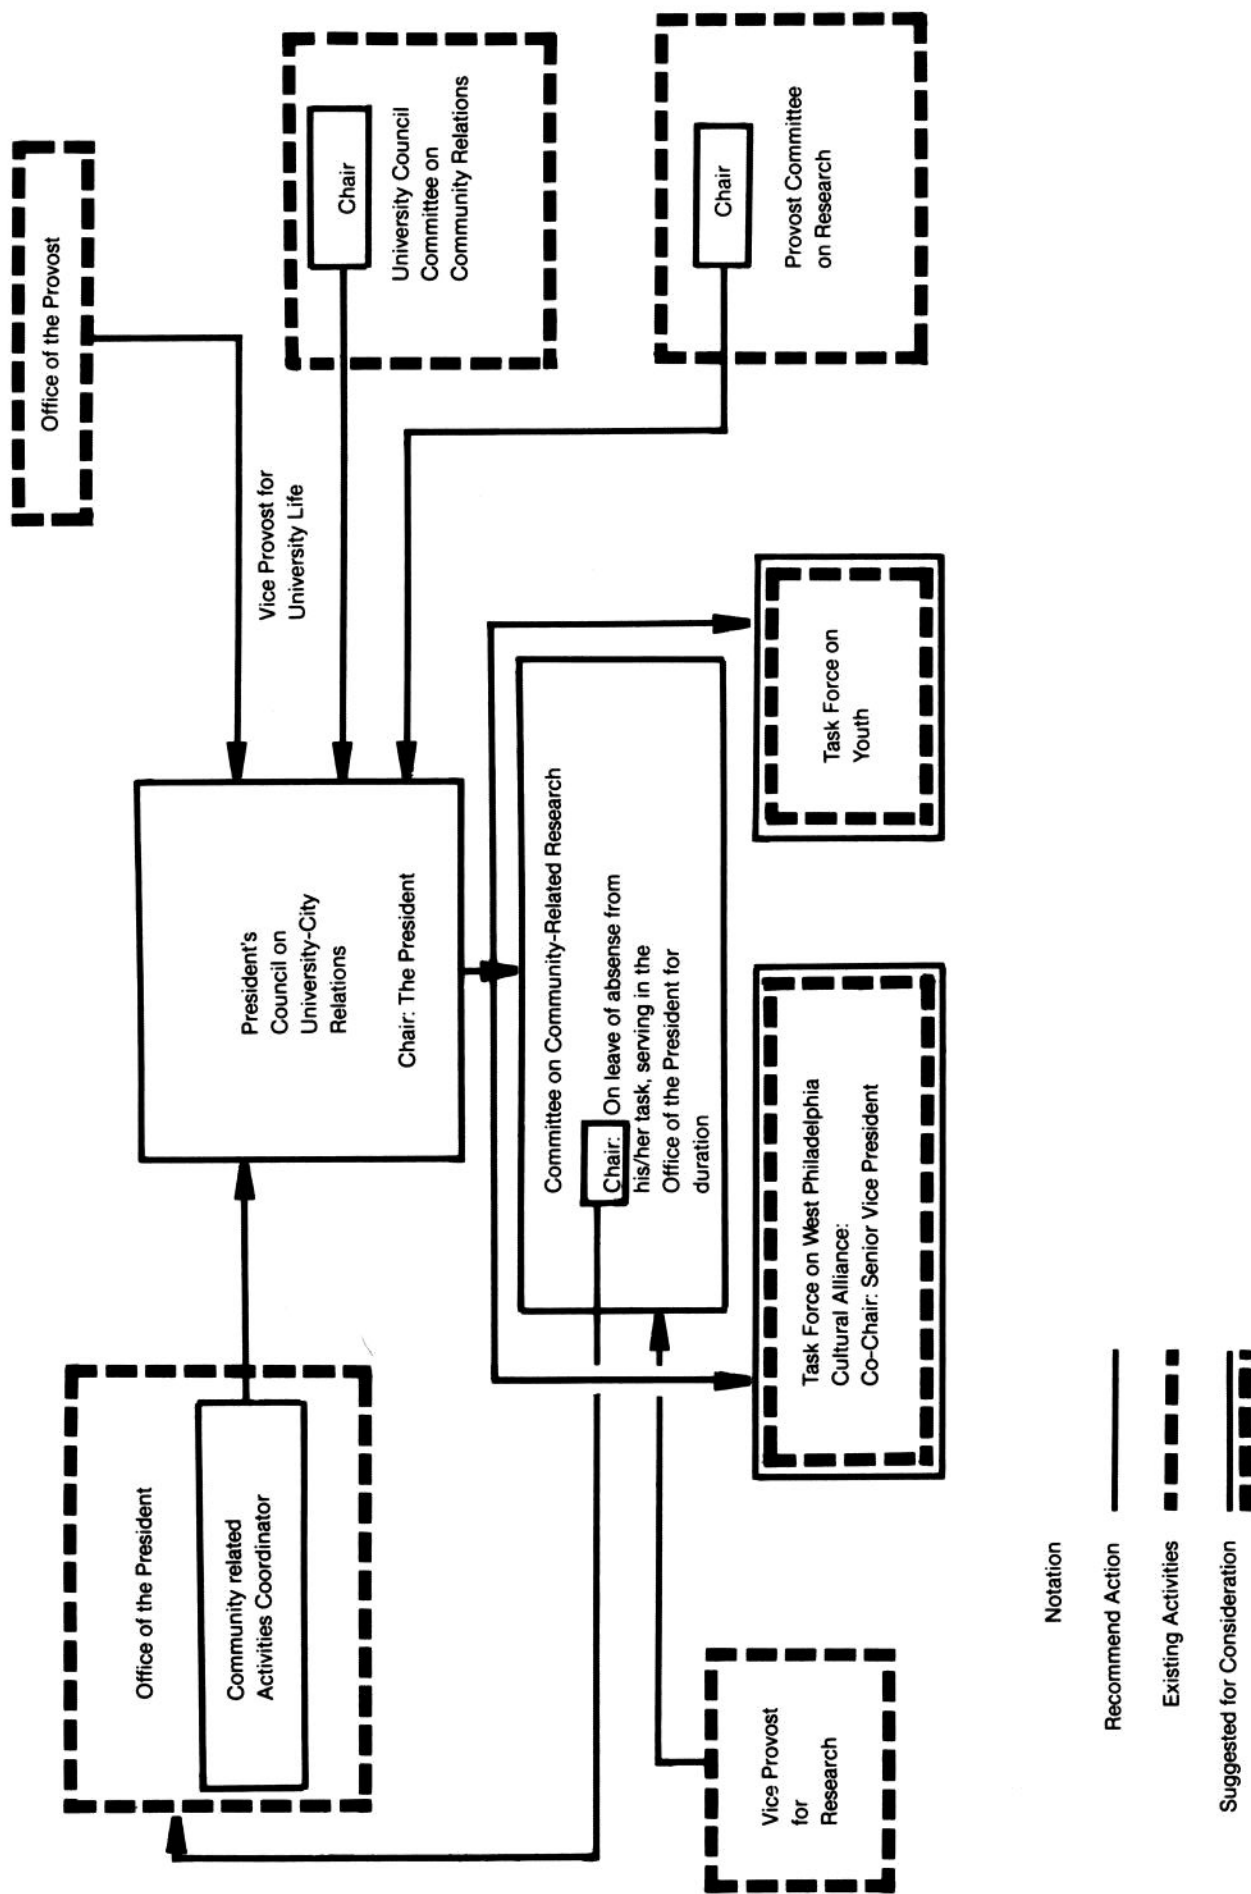 Office of the President
Community related
Activities Coordinator
President's
Council on
University-City
Relations
Chair: The President
Office of the Provost
Vice Provost for
University Life
Chair
University Council
Committee on
Community Relations
Chair
Provost Committee
on Research
Committee on Community-Related Research
Chair: On leave of absense from
his/her task, serving in the
Office of the President for
duration
Vice Provost
for
Research
Task Force on West Philadelphia
Cultural Alliance:
Co-Chair: Senior Vice President
Task Force on
Youth
Notation
Recommend Action
Existing Activities
Suggested for Consideration